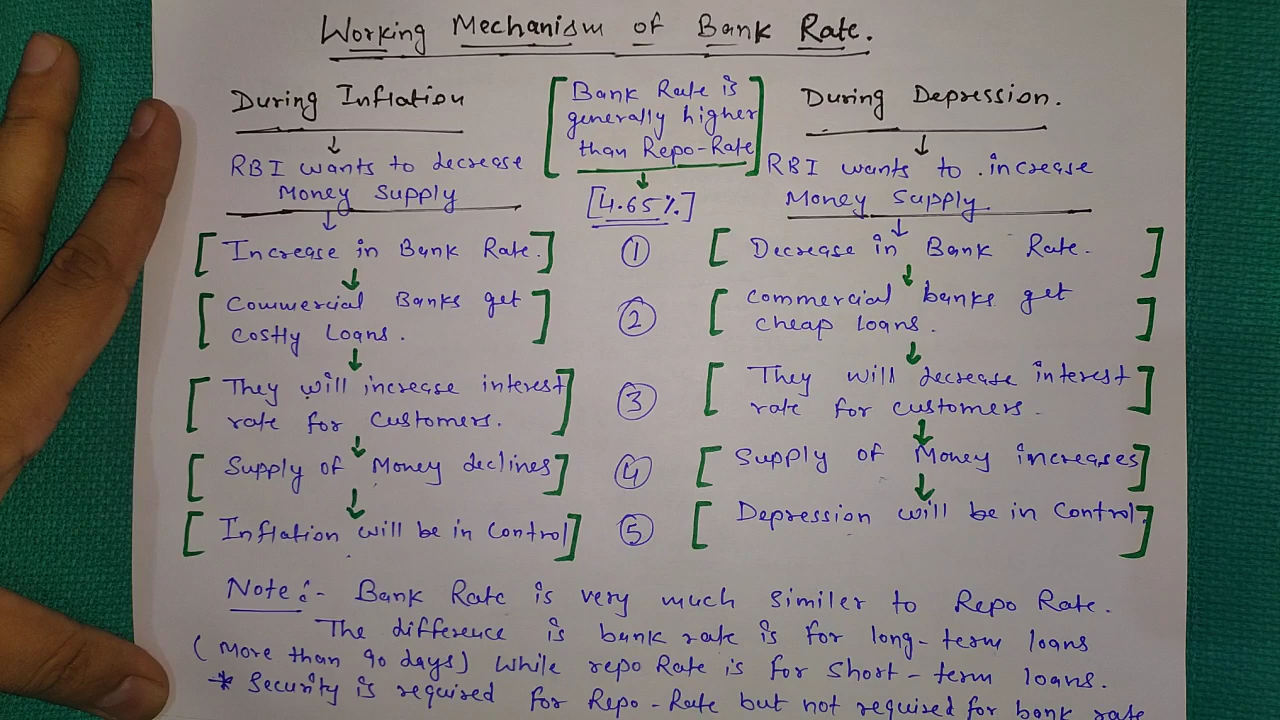 Working Mechanism of Bank Rate.
During Inflation
↓
RBI wants to decrease
Money Supply
↓
[Increase in Bank Rate.]
↓
[Commercial Banks get
costly Loans.]
↓
[They will increase interest
rate for customers.]
↓
[Supply of Money declines]
↓
[Inflation will be in control]
[Bank Rate is
generally higher
than Repo-Rate]
↓
[4.65%]
①
②
③
④
⑤
During Depression.
↓
RBI wants to increase
Money Supply.
↓
[Decrease in Bank Rate.]
↓
[Commercial banks get
cheap loans.]
↓
[They will decrease interest
rate for customers.]
↓
[Supply of Money increases]
↓
[Depression will be in control.]
Note:- Bank Rate is very much similer to Repo Rate.
The difference is bank rate is for long-term loans
(More than 90 days) while repo Rate is for short-term loans.
* Security is required for Repo-Rate but not required for bank rate